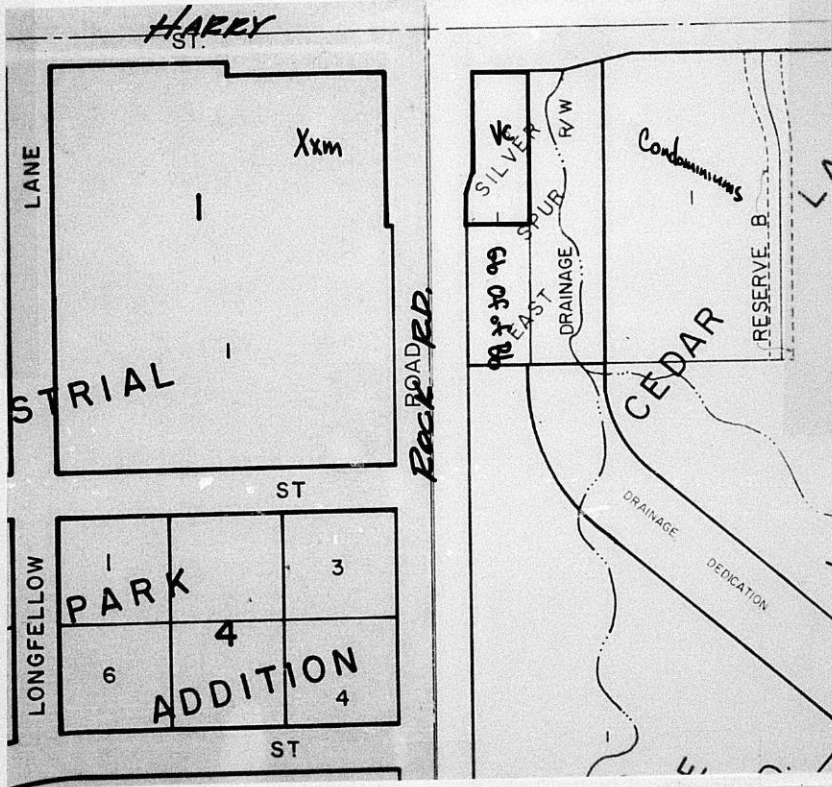 HARRY
ST.
LANE
Xxm
1
1
STRIAL
ROAD
ROCK RD.
ST
LONGFELLOW
1
3
PARK
4
6
4
ADDITION
ST
VC
SILVER
SPUR
EAST
R/W
DRAINAGE
Condominiums
1
RESERVE B
CEDAR
DRAINAGE
DEDICATION